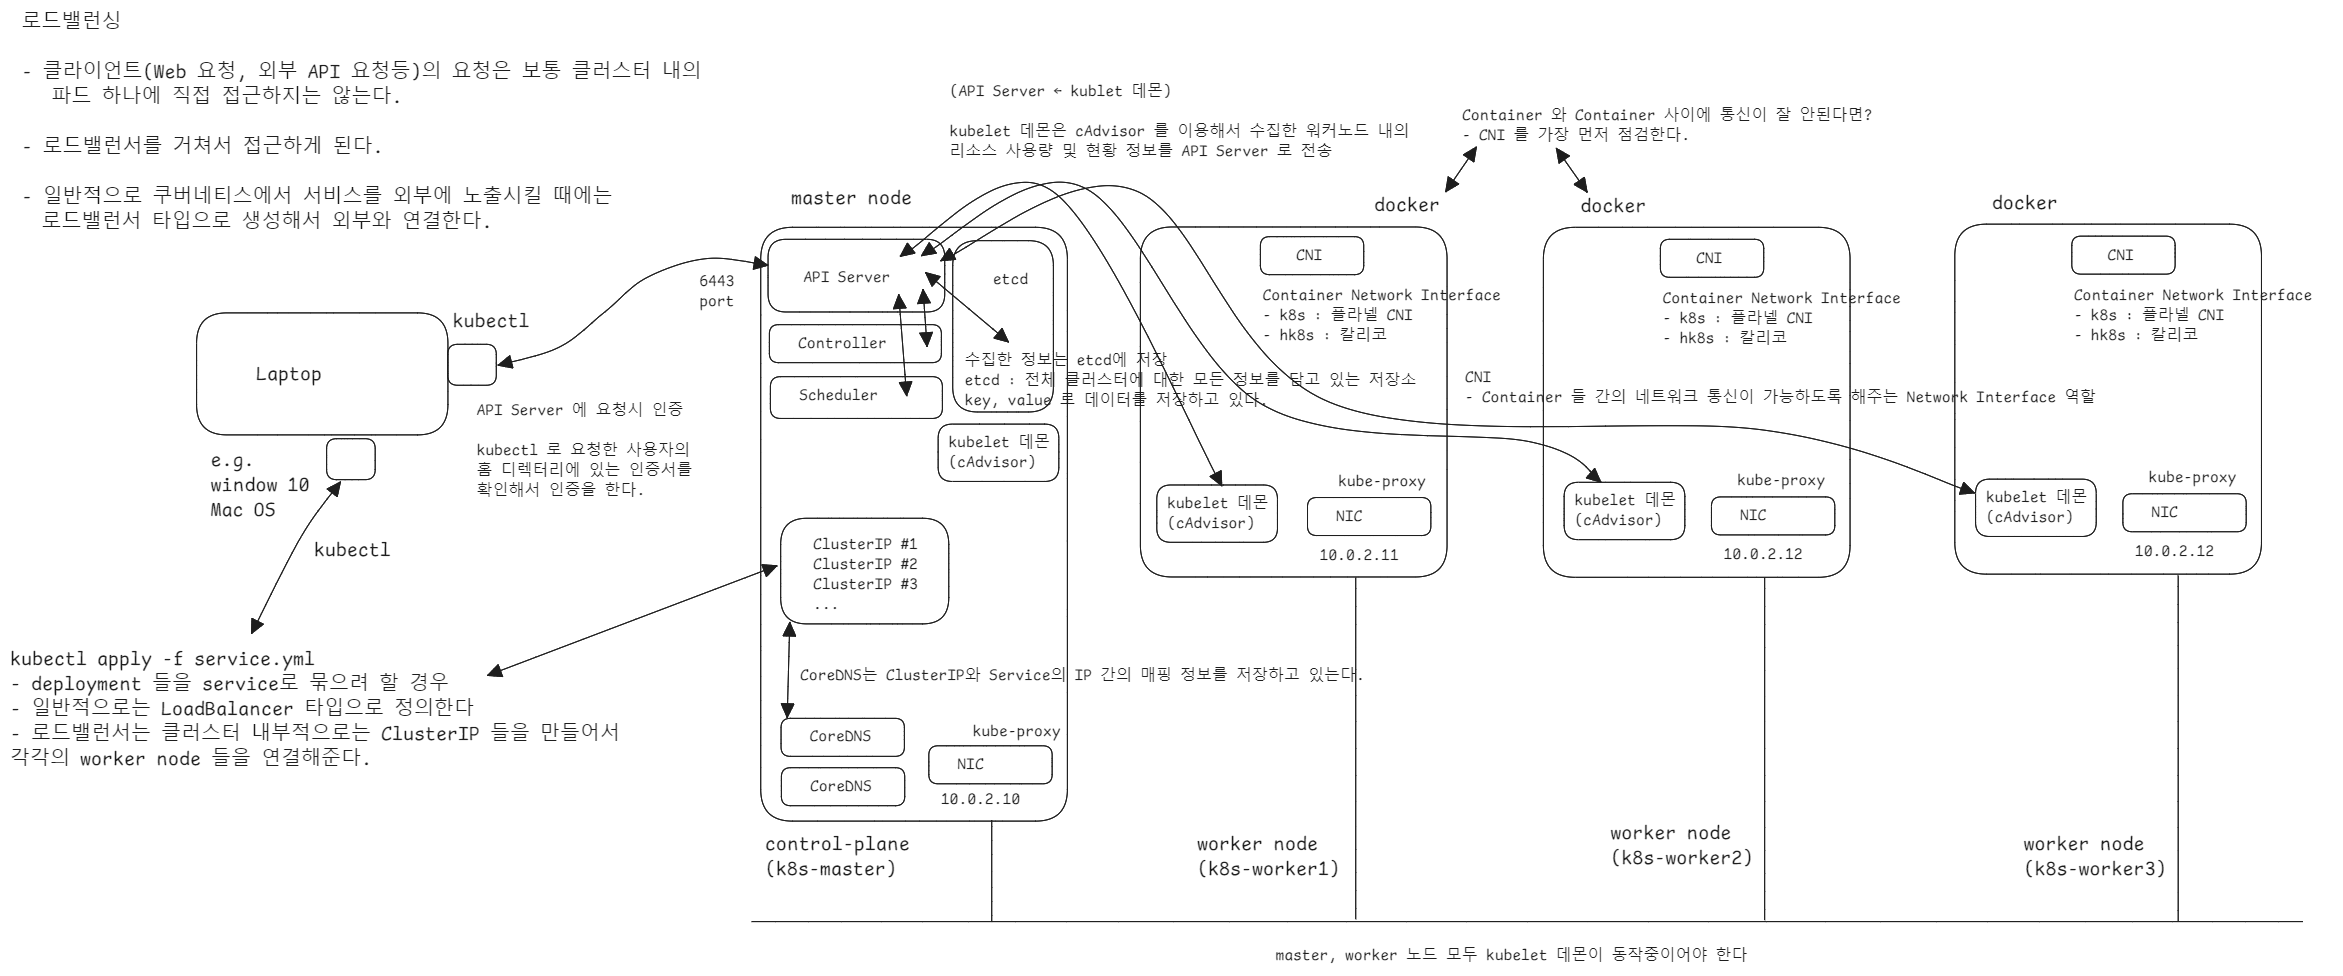 로드밸런싱
- 클라이언트(Web 요청, 외부 API 요청등)의 요청은 보통 클러스터 내의
파드 하나에 직접 접근하지는 않는다.
- 로드밸런서를 거쳐서 접근하게 된다.
- 일반적으로 쿠버네티스에서 서비스를 외부에 노출시킬 때에는
로드밸런서 타입으로 생성해서 외부와 연결한다.
(API Server ← kublet 데몬)
kubelet 데몬은 cAdvisor 를 이용해서 수집한 워커노드 내의
리소스 사용량 및 현황 정보를 API Server 로 전송
Container 와 Container 사이에 통신이 잘 안된다면?
- CNI 를 가장 먼저 점검한다.
Laptop
kubectl
6443
port
API Server 에 요청시 인증
kubectl 로 요청한 사용자의
홈 디렉터리에 있는 인증서를
확인해서 인증을 한다.
e.g.
window 10
Mac OS
kubectl
kubectl apply -f service.yml
- deployment 들을 service로 묶으려 할 경우
- 일반적으로는 LoadBalancer 타입으로 정의한다
- 로드밸런서는 클러스터 내부적으로는 ClusterIP 들을 만들어서
각각의 worker node 들을 연결해준다.
master node
API Server
etcd
Controller
Scheduler
수집한 정보는 etcd에 저장
etcd : 전체 클러스터에 대한 모든 정보를 담고 있는 저장소
key, value 로 데이터를 저장하고 있다.
kubelet 데몬
(cAdvisor)
ClusterIP #1
ClusterIP #2
ClusterIP #3
...
CoreDNS는 ClusterIP와 Service의 IP 간의 매핑 정보를 저장하고 있는다.
CoreDNS
CoreDNS
kube-proxy
NIC
10.0.2.10
control-plane
(k8s-master)
docker
CNI
Container Network Interface
- k8s : 플라넬 CNI
- hk8s : 칼리코
kubelet 데몬
(cAdvisor)
kube-proxy
NIC
10.0.2.11
worker node
(k8s-worker1)
CNI
- Container 들 간의 네트워크 통신이 가능하도록 해주는 Network Interface 역할
docker
CNI
Container Network Interface
- k8s : 플라넬 CNI
- hk8s : 칼리코
kubelet 데몬
(cAdvisor)
kube-proxy
NIC
10.0.2.12
worker node
(k8s-worker2)
docker
CNI
Container Network Interface
- k8s : 플라넬 CNI
- hk8s : 칼리코
kubelet 데몬
(cAdvisor)
kube-proxy
NIC
10.0.2.12
worker node
(k8s-worker3)
master, worker 노드 모두 kubelet 데몬이 동작중이어야 한다